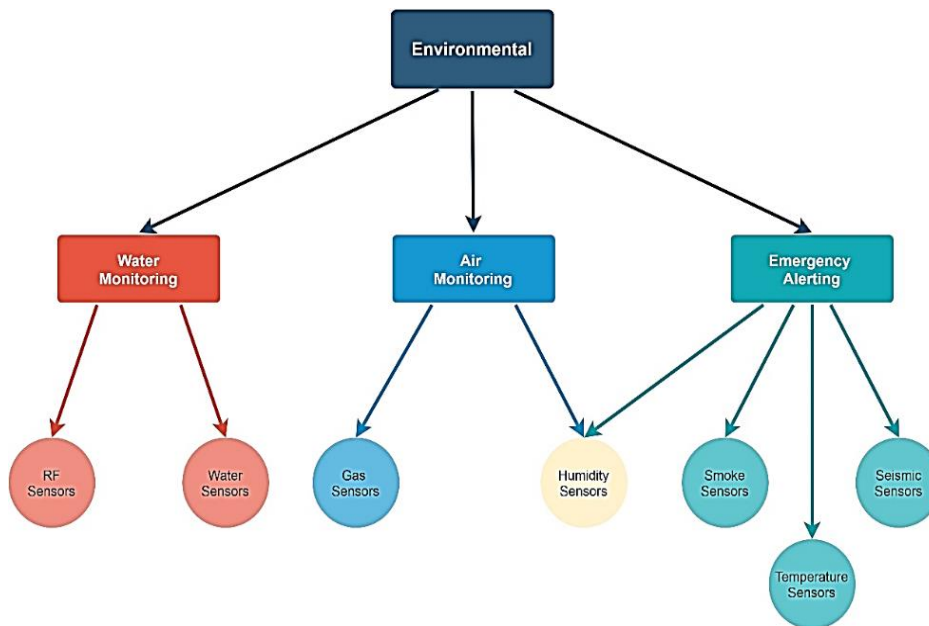 Environmental
Water
Monitoring
Air
Monitoring
Emergency
Alerting
RF
Sensors
Water
Sensors
Gas
Sensors
Humidity
Sensors
Smoke
Sensors
Seismic
Sensors
Temperature
Sensors